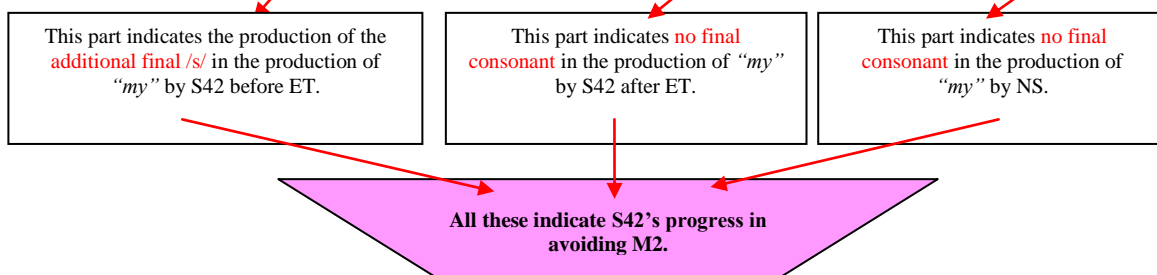 This part indicates the production of the
additional final /s/ in the production of
“my” by S42 before ET.
This part indicates no final
consonant in the production of “my”
by S42 after ET.
This part indicates no final
consonant in the production of
“my” by NS.
All these indicate S42’s progress in
avoiding M2.